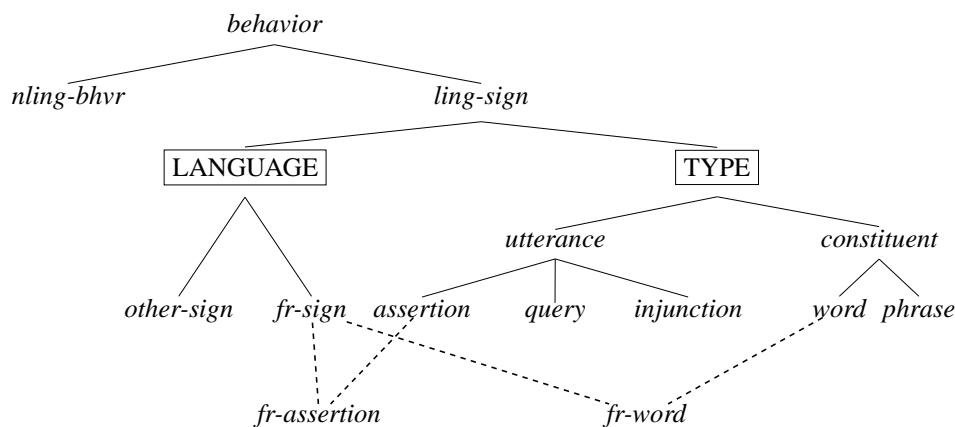 behavior
nling-bhvr ling-sign
LANGUAGE TYPE
utterance constituent
other-sign fr-sign assertion query injunction word phrase
fr-assertion fr-word